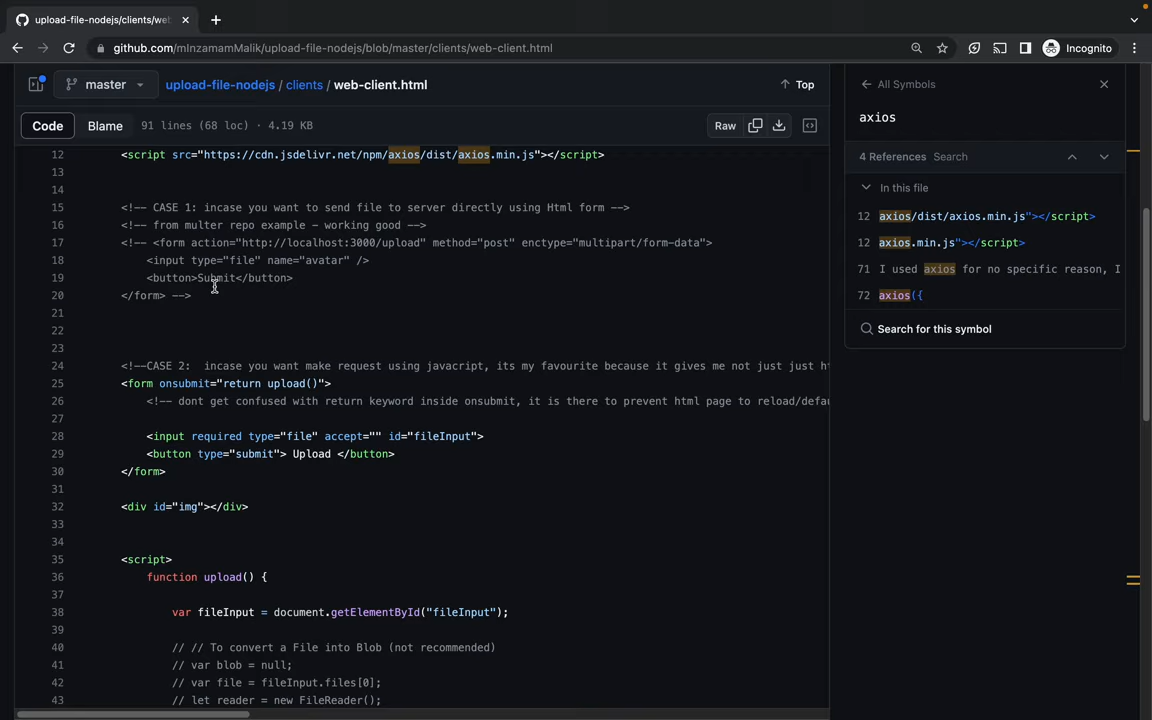 upload-file-nodejs/clients/web
github.com/mInzamamMalik/upload-file-nodejs/blob/master/clients/web-client.html
Incognito
master
upload-file-nodejs / clients / web-client.html
Top
Code
Blame
91 lines (68 loc) · 4.19 KB
Raw
12 <script src="https://cdn.jsdelivr.net/npm/axios/dist/axios.min.js"></script>
13
14
15 <!-- CASE 1: incase you want to send file to server directly using Html form -->
16 <!-- from multer repo example - working good -->
17 <!-- <form action="http://localhost:3000/upload" method="post" enctype="multipart/form-data">
18 <input type="file" name="avatar" />
19 <button>Submit</button>
20 </form> -->
21
22
23
24 <!--CASE 2:  incase you want make request using javacript, its my favourite because it gives me not just just ht
25 <form onsubmit="return upload()">
26 <!-- dont get confused with return keyword inside onsubmit, it is there to prevent html page to reload/defau
27
28 <input required type="file" accept="" id="fileInput">
29 <button type="submit"> Upload </button>
30 </form>
31
32 <div id="img"></div>
33
34
35 <script>
36 function upload() {
37
38 var fileInput = document.getElementById("fileInput");
39
40 // // To convert a File into Blob (not recommended)
41 // var blob = null;
42 // var file = fileInput.files[0];
43 // let reader = new FileReader();
All Symbols
axios
4 References Search
In this file
12 axios/dist/axios.min.js"></script>
12 axios.min.js"></script>
71 I used axios for no specific reason, I
72 axios({
Search for this symbol